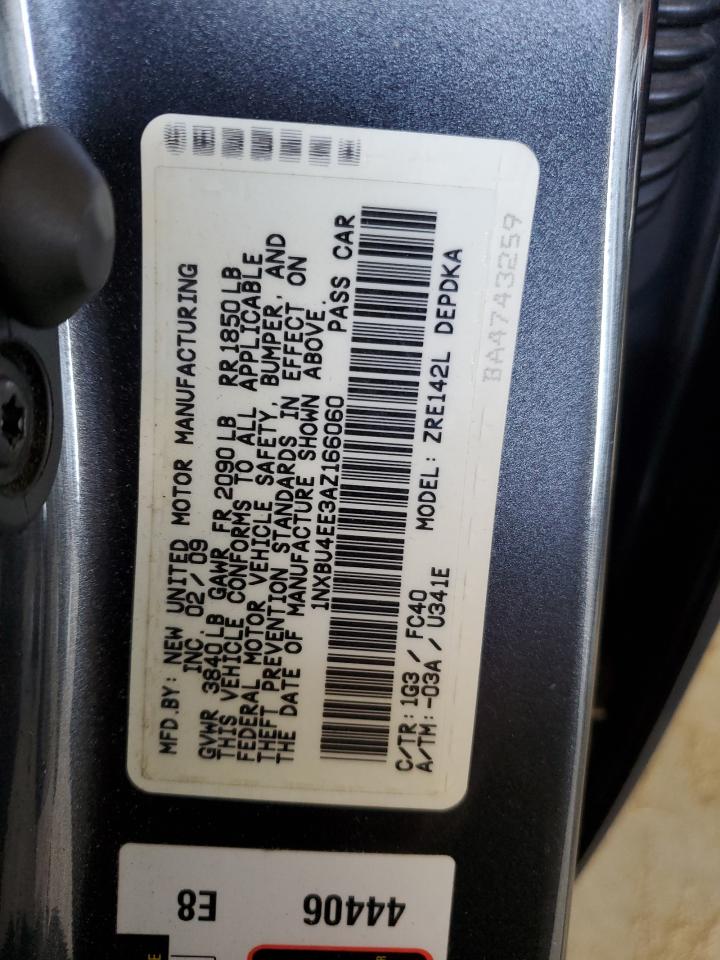 MFD.BY: NEW UNITED MOTOR MANUFACTURING
INC. 02/09
GVWR 3840LB GAWR FR 2090LB RR 1850LB
THIS VEHICLE CONFORMS TO ALL APPLICABLE
FEDERAL MOTOR VEHICLE SAFETY, BUMPER, AND
THEFT PREVENTION STANDARDS IN EFFECT ON
THE DATE OF MANUFACTURE SHOWN ABOVE.
1NXBU4EE3AZ166060 PASS CAR
C/TR: 1G3 / FC40
A/TM: -03A / U341E MODEL: ZRE142L DEPDKA
BA4743259
44406
E8